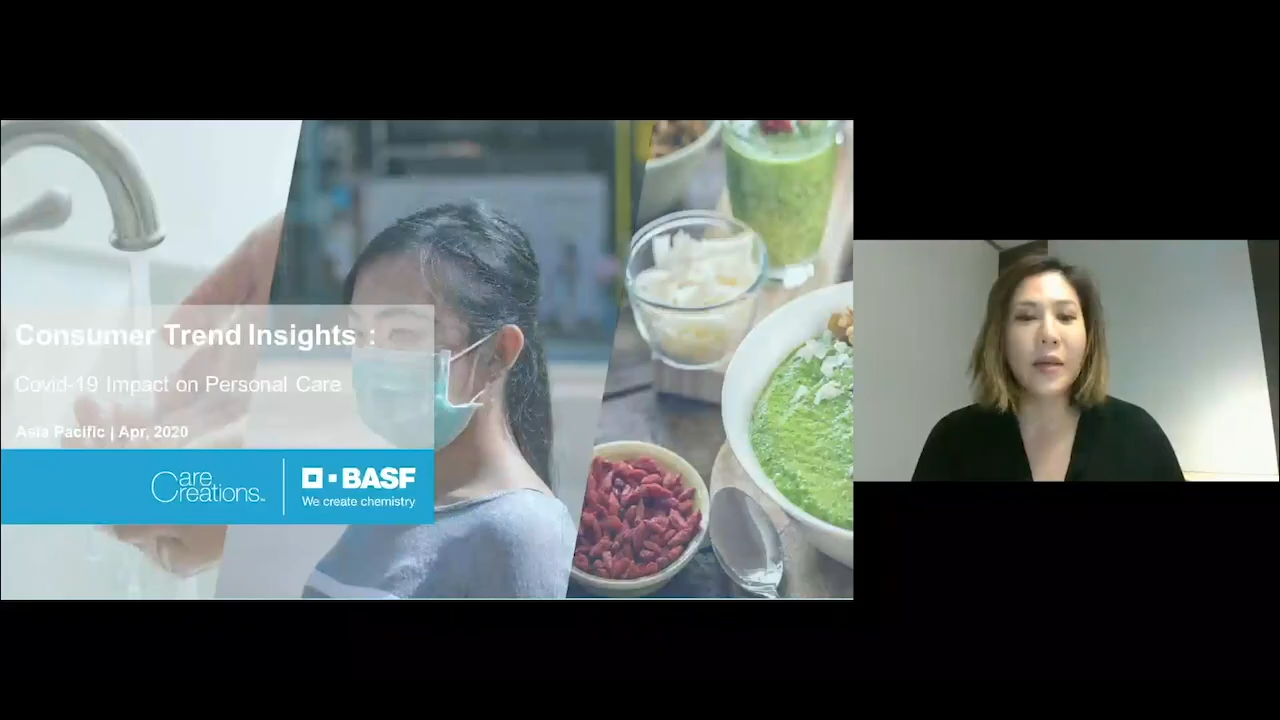 Consumer Trend Insights :
Covid-19 Impact on Personal Care
Asia Pacific | Apr, 2020
Care Creations
BASF
We create chemistry